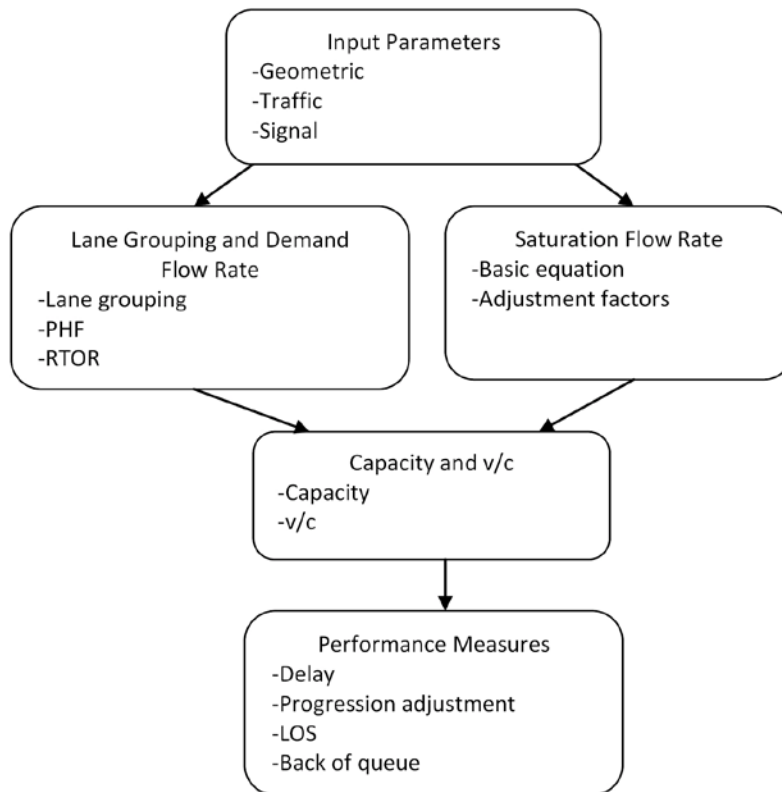 Input Parameters
-Geometric
-Traffic
-Signal
Lane Grouping and Demand
Flow Rate
-Lane grouping
-PHF
-RTOR
Saturation Flow Rate
-Basic equation
-Adjustment factors
Capacity and v/c
-Capacity
-v/c
Performance Measures
-Delay
-Progression adjustment
-LOS
-Back of queue